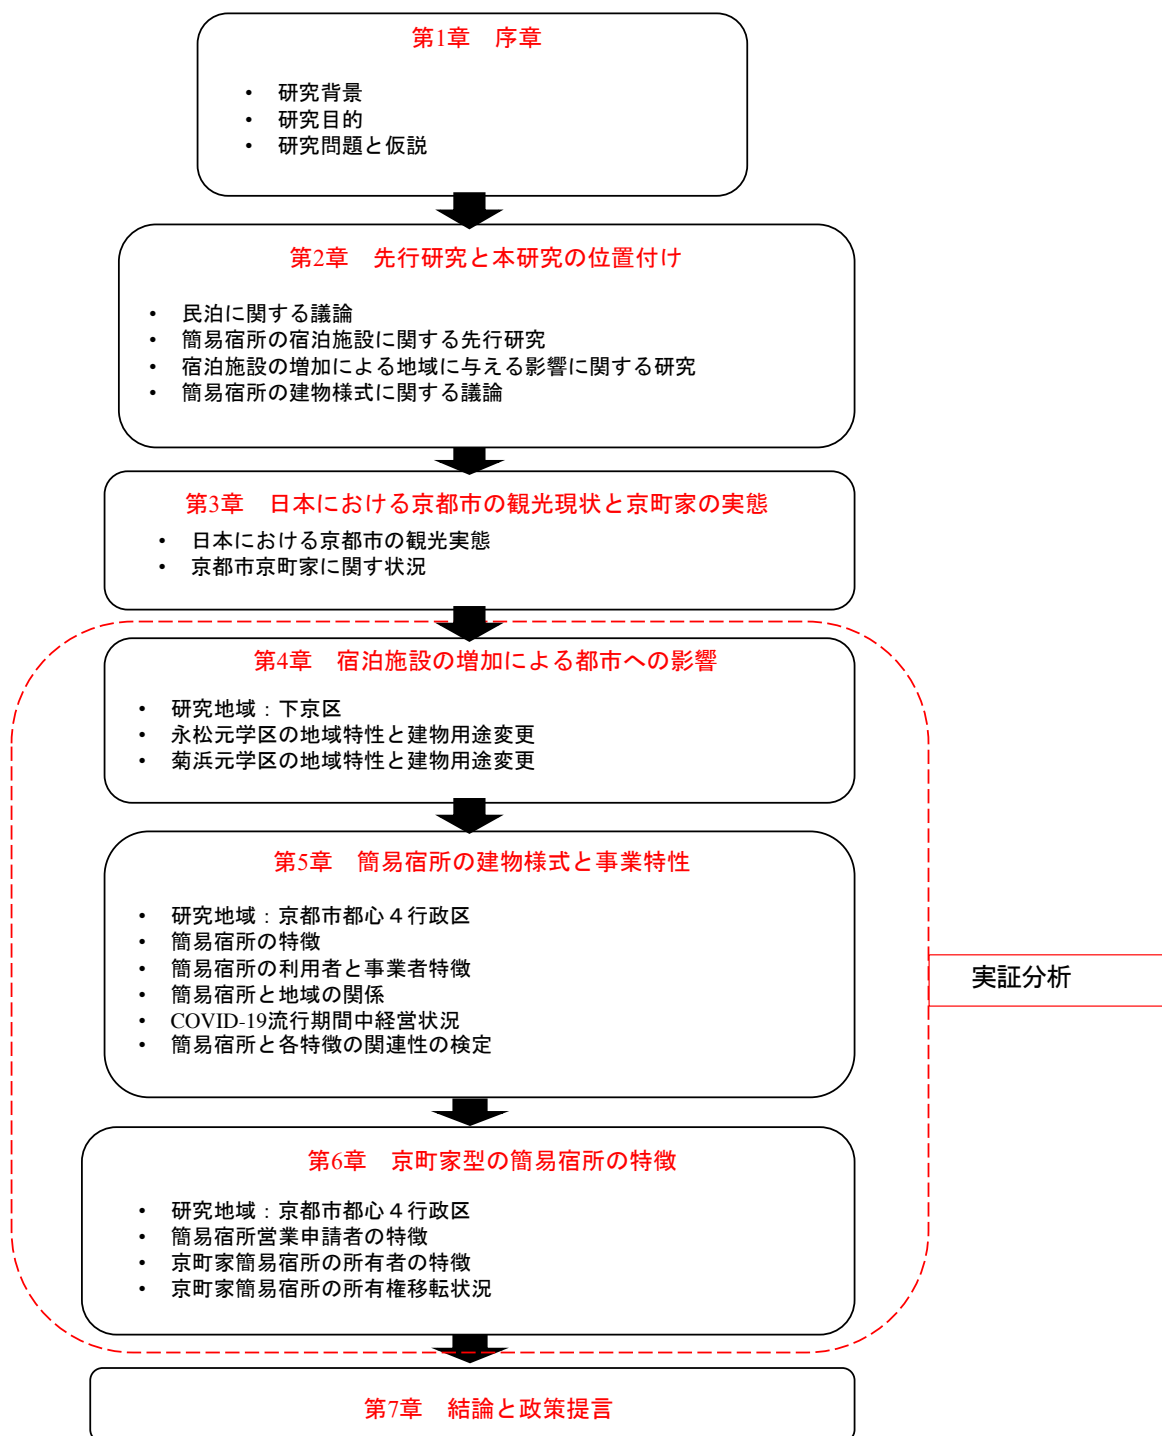 第1章　序章
• 研究背景
• 研究目的
• 研究問題と仮説
第2章　先行研究と本研究の位置付け
• 民泊に関する議論
• 簡易宿所の宿泊施設に関する先行研究
• 宿泊施設の増加による地域に与える影響に関する研究
• 簡易宿所の建物様式に関する議論
第3章　日本における京都市の観光現状と京町家の実態
• 日本における京都市の観光実態
• 京都市京町家に関す状況
第4章　宿泊施設の増加による都市への影響
• 研究地域：下京区
• 永松元学区の地域特性と建物用途変更
• 菊浜元学区の地域特性と建物用途変更
第5章　簡易宿所の建物様式と事業特性
• 研究地域：京都市都心４行政区
• 簡易宿所の特徴
• 簡易宿所の利用者と事業者特徴
• 簡易宿所と地域の関係
• COVID-19流行期間中経営状況
• 簡易宿所と各特徴の関連性の検定
実証分析
第6章　京町家型の簡易宿所の特徴
• 研究地域：京都市都心４行政区
• 簡易宿所営業申請者の特徴
• 京町家簡易宿所の所有者の特徴
• 京町家簡易宿所の所有権移転状況
第7章　結論と政策提言